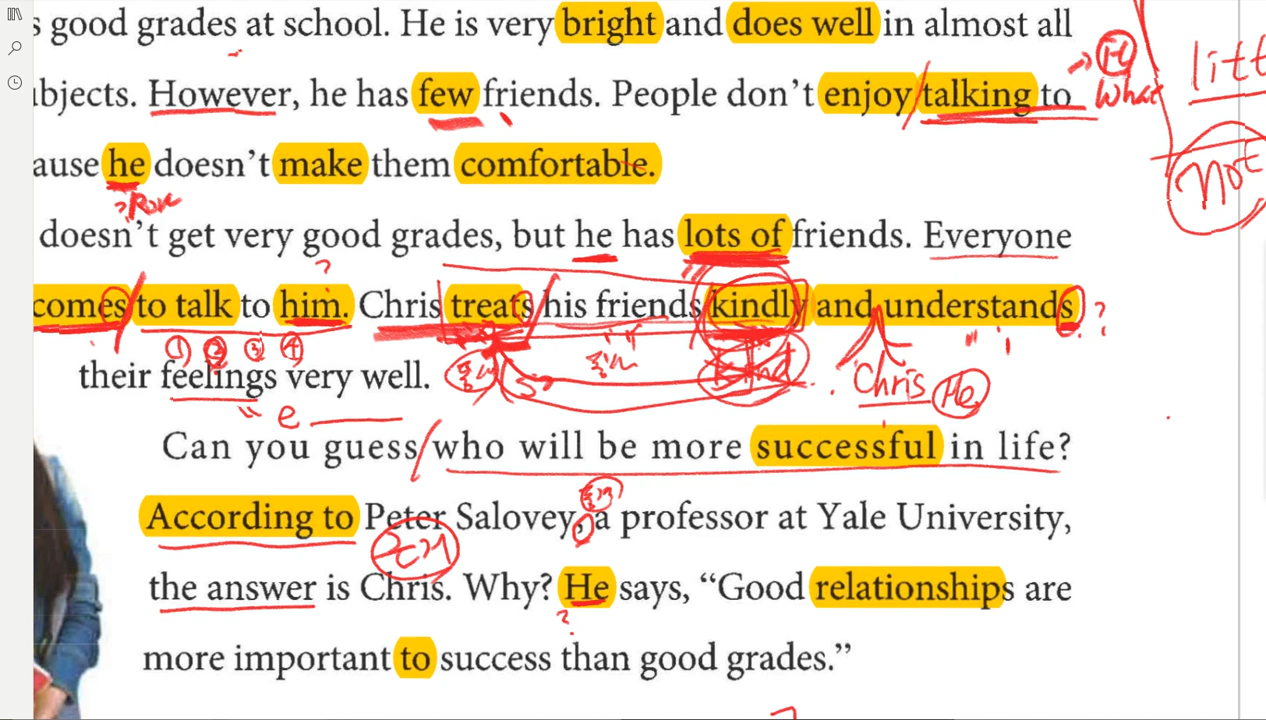 s good grades at school. He is very bright and does well in almost all
What
litt
bjects. However, he has few friends. People don't enjoy talking to
not
ause he doesn't make them comfortable.
doesn't get very good grades, but he has lots of friends. Everyone
comes to talk to him. Chris treats his friends kindly and understands
?
① ② ③ ④
their feelings very well.
Chris He
e
Can you guess who will be more successful in life?
According to Peter Salovey, a professor at Yale University,
the answer is Chris. Why? He says, “Good relationships are
?
more important to success than good grades.”